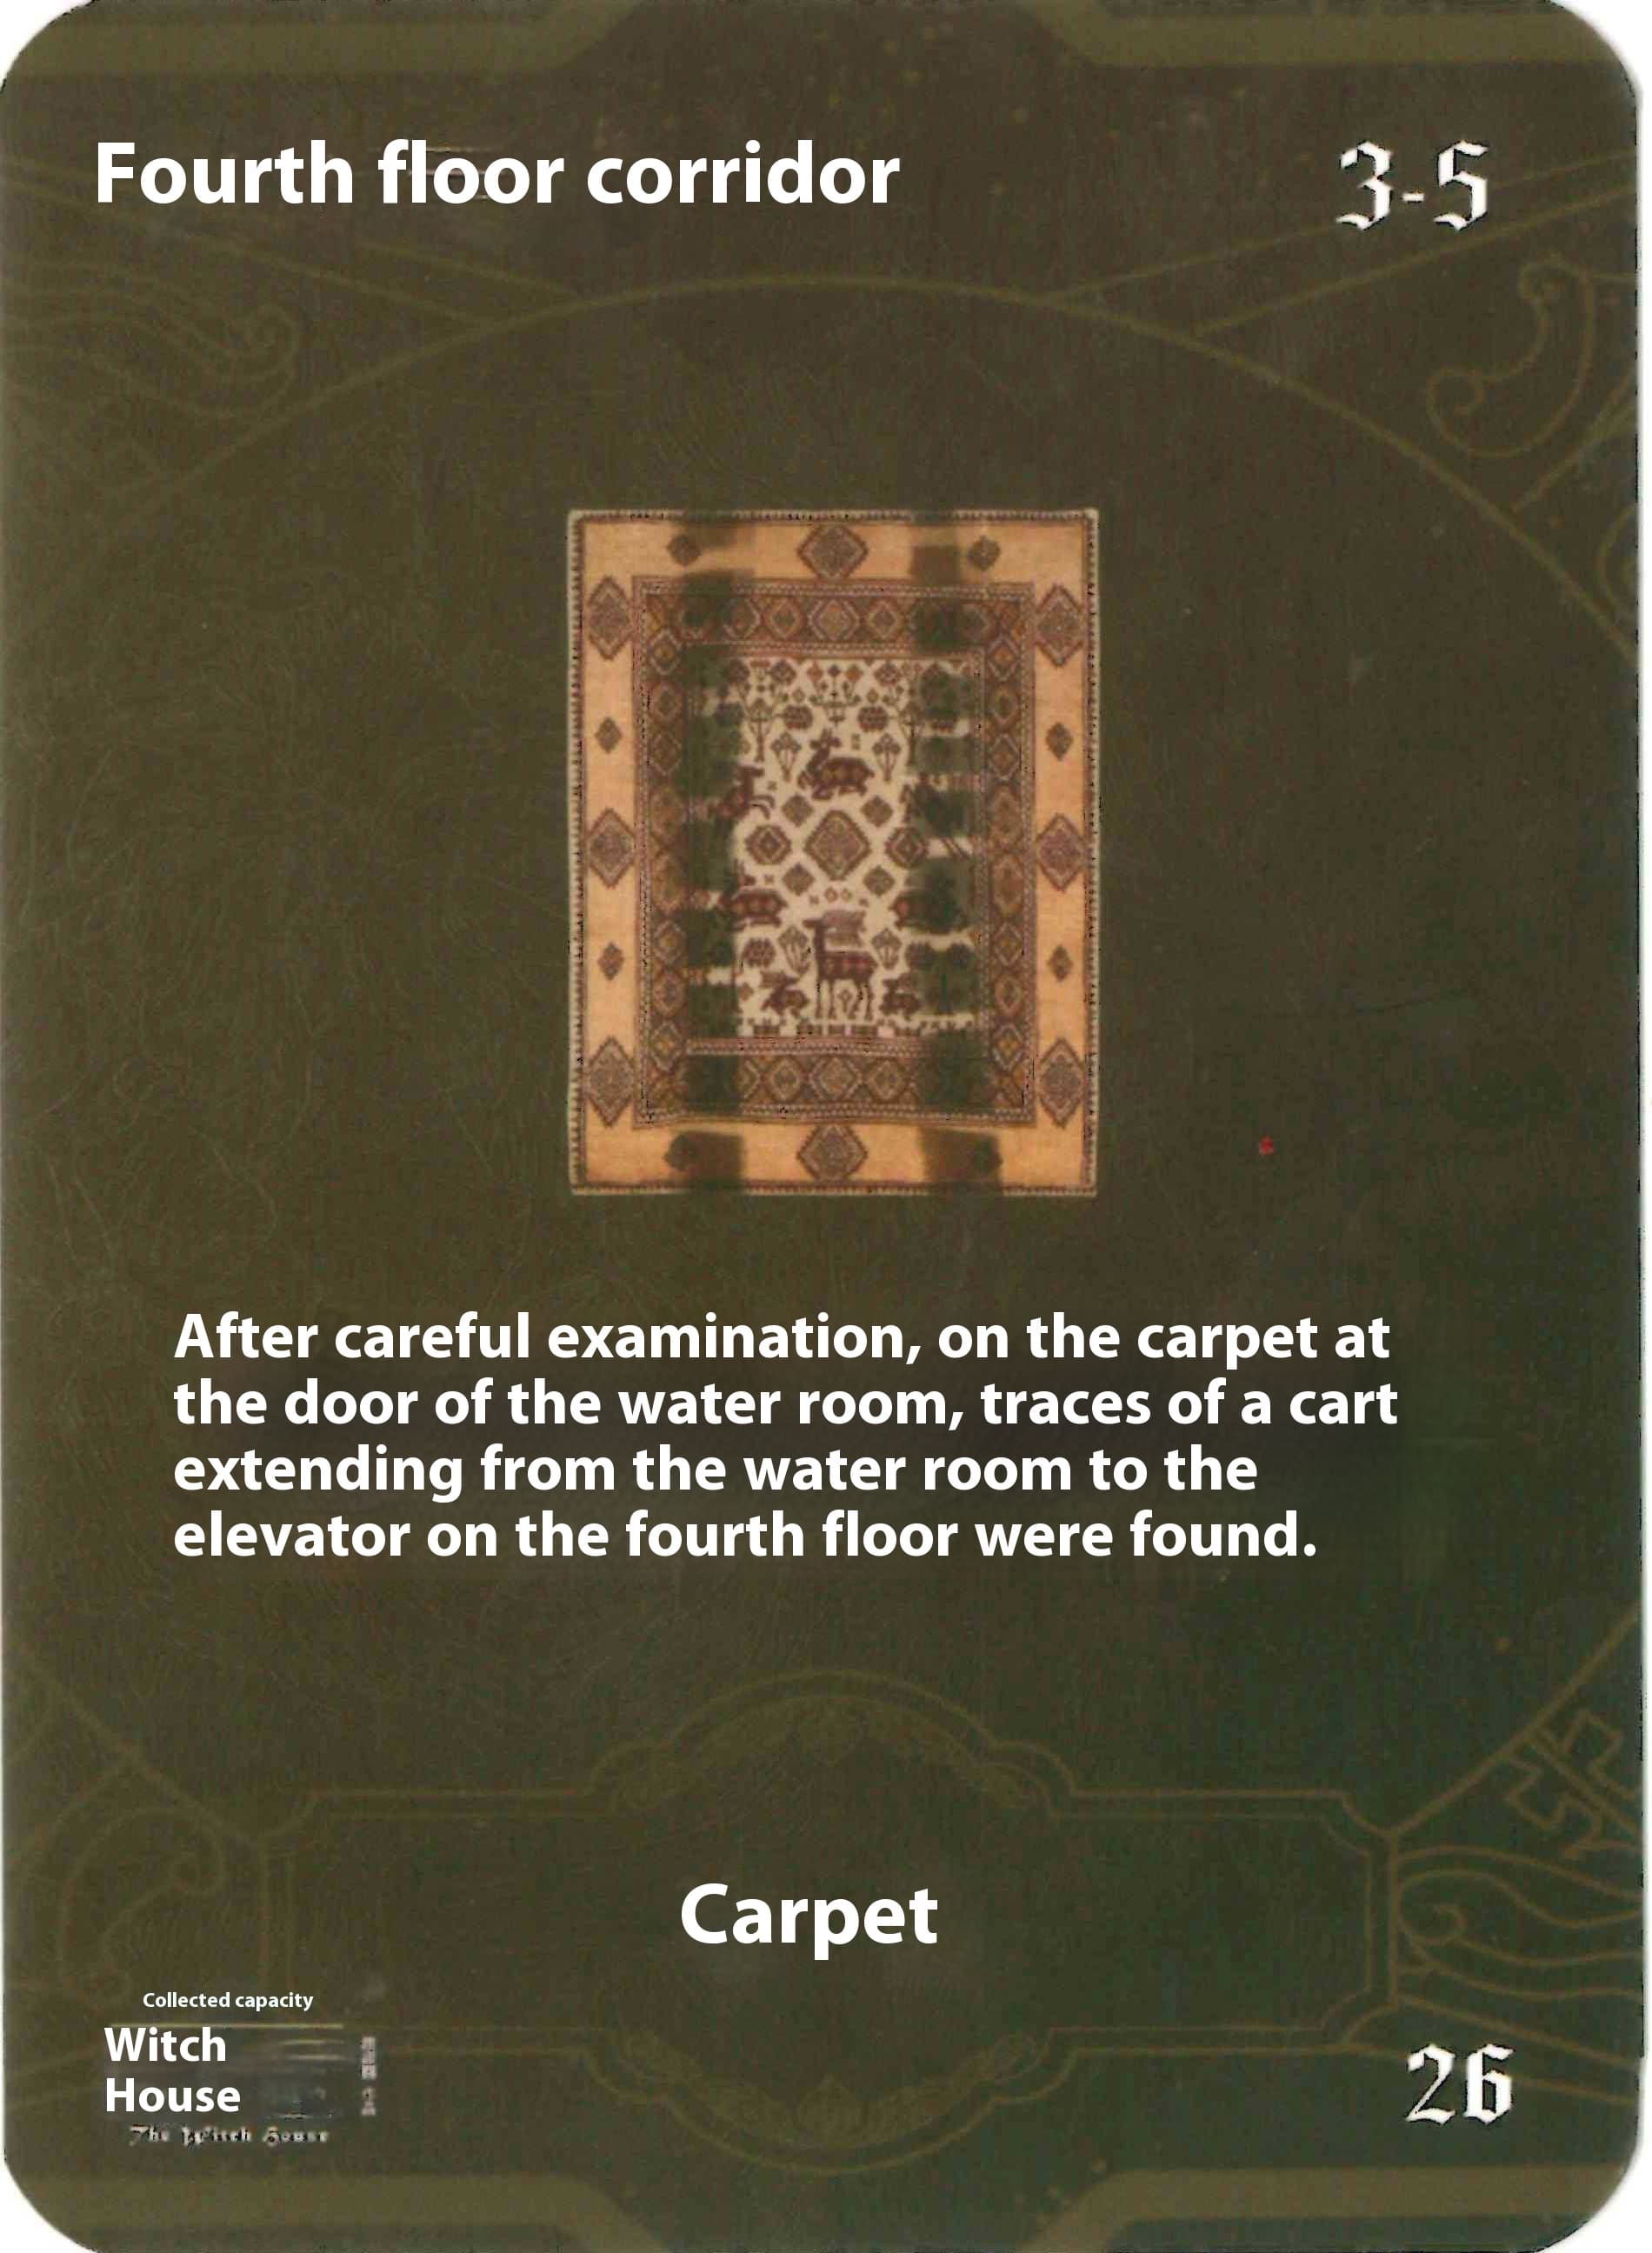 Fourth floor corridor
3-5
After careful examination, on the carpet at
the door of the water room, traces of a cart
extending from the water room to the
elevator on the fourth floor were found.
Carpet
Collected capacity
Witch
House
The Witch House
26